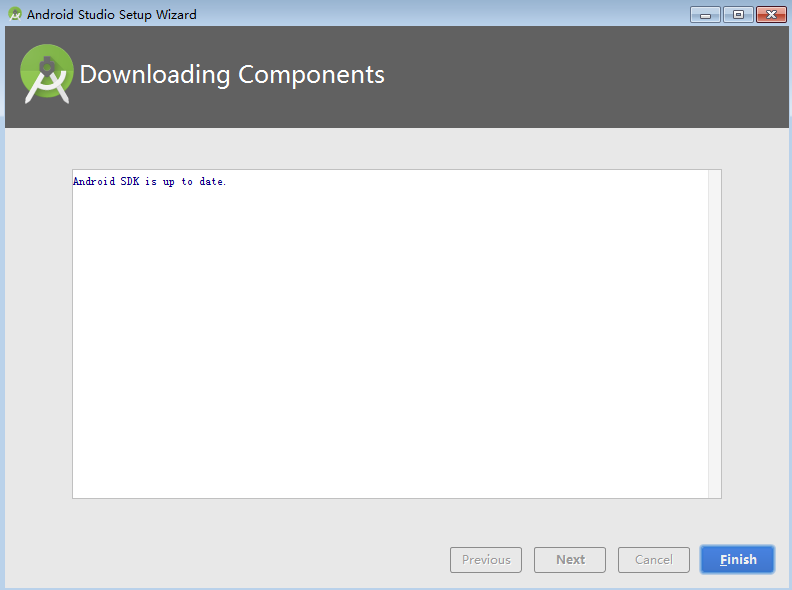 Android Studio Setup Wizard
Downloading Components
Android SDK is up to date.
Previous
Next
Cancel
Finish